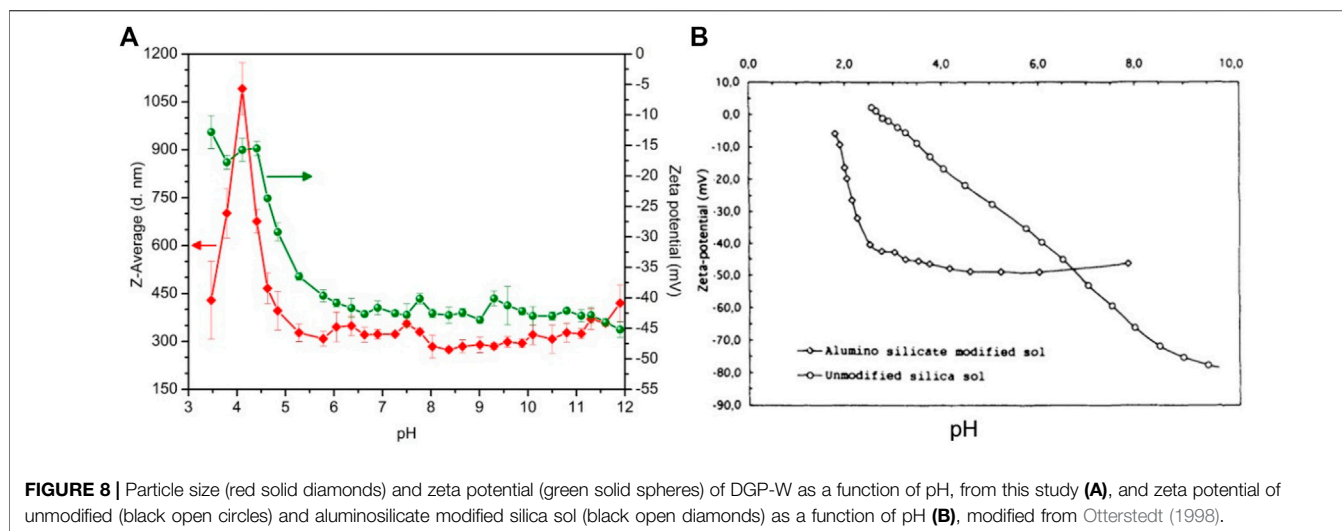 A
1200
1050
900
750
600
450
300
150
Z-Average (d. nm)
0
-5
-10
-15
-20
-25
-30
-35
-40
-45
-50
-55
Zeta potential (mV)
3 4 5 6 7 8 9 10 11 12
pH
B
0,0 2,0 4,0 6,0 8,0 10,0
10,0
0,0
-10,0
-20,0
-30,0
-40,0
-50,0
-60,0
-70,0
-80,0
-90,0
Zeta-potential (mV)
Alumino silicate modified sol
Unmodified silica sol
pH
FIGURE 8 | Particle size (red solid diamonds) and zeta potential (green solid spheres) of DGP-W as a function of pH, from this study (A), and zeta potential of
unmodified (black open circles) and aluminosilicate modified silica sol (black open diamonds) as a function of pH (B), modified from Otterstedt (1998).